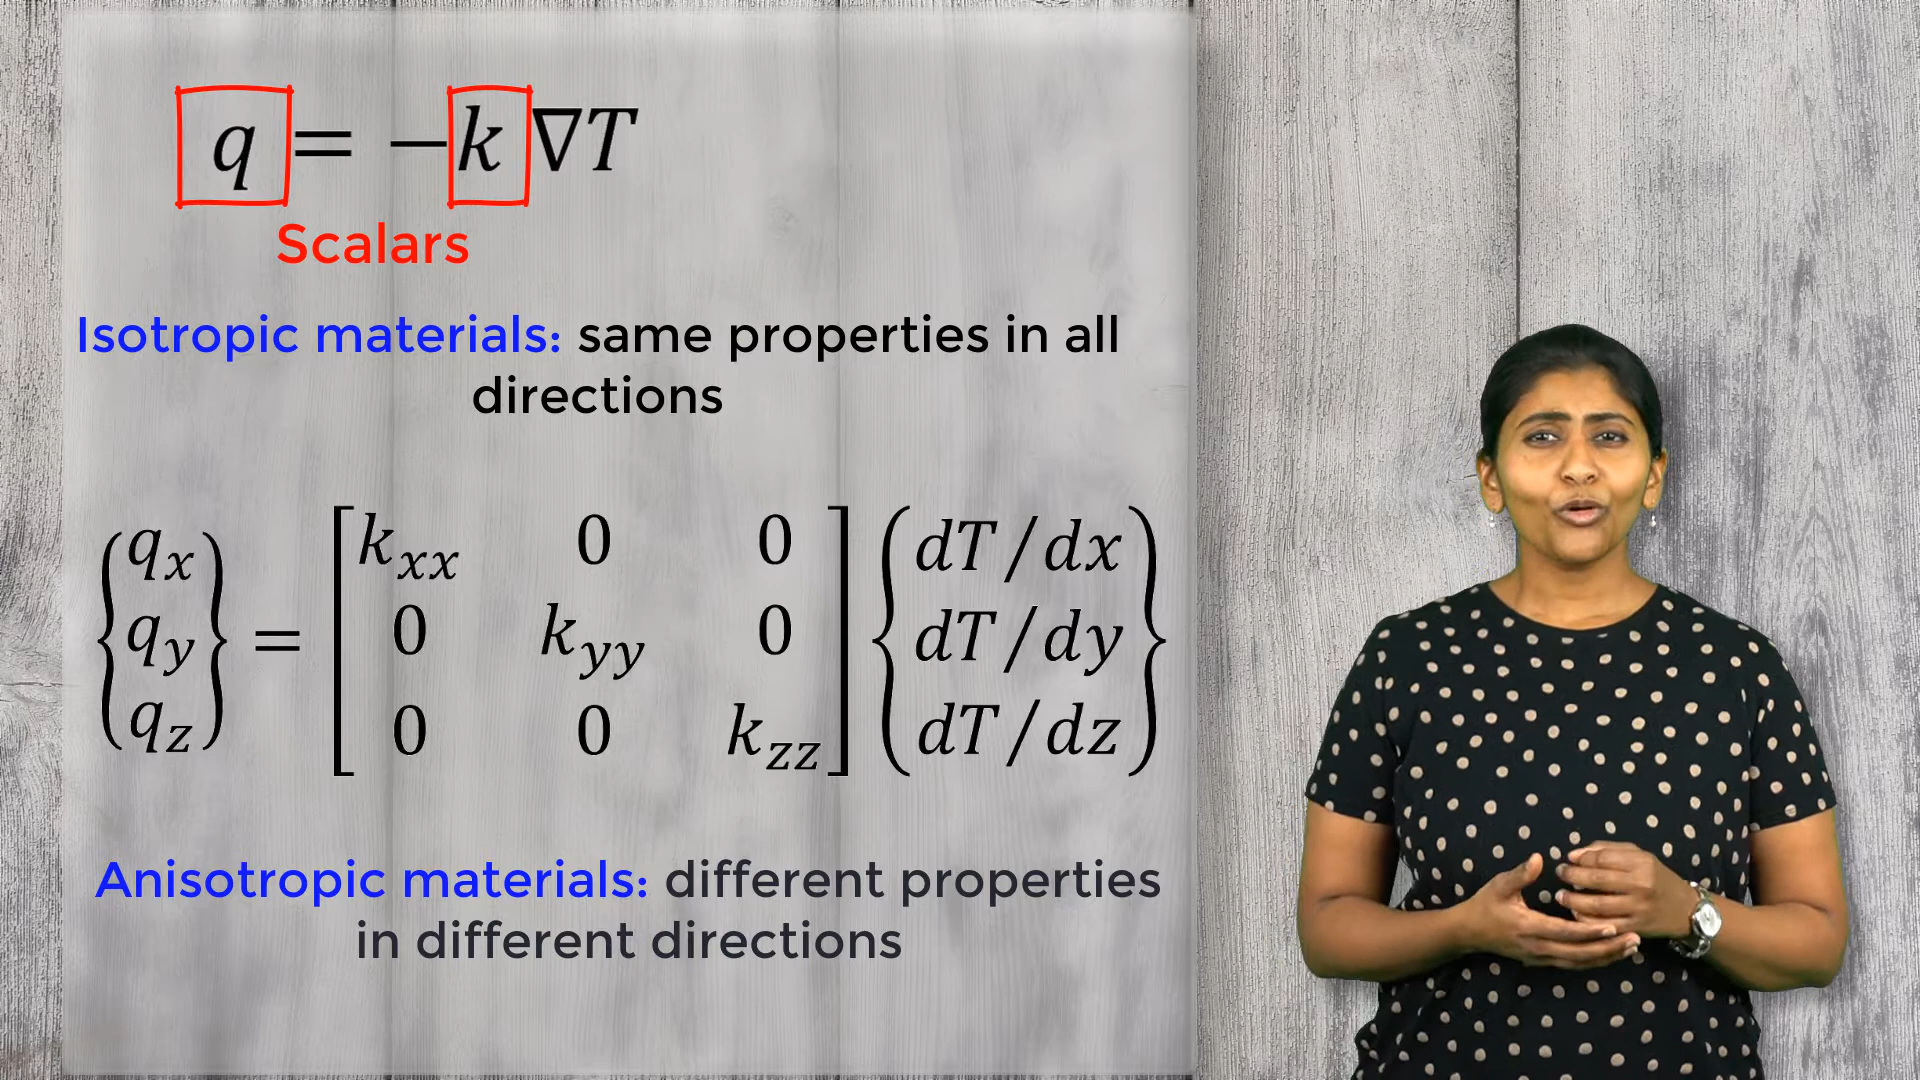 q = −k ∇T
Scalars
Isotropic materials: same properties in all
directions
{q_x q_y q_z} = [k_xx 0 0
0 k_yy 0
0 0 k_zz] {dT/dx dT/dy dT/dz}
Anisotropic materials: different properties
in different directions